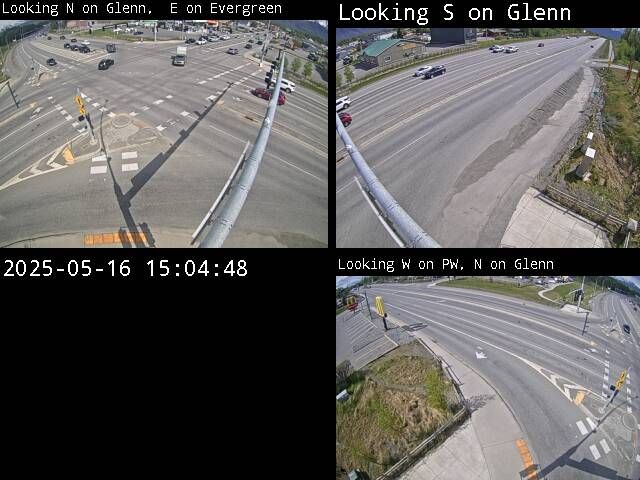 Looking N on Glenn,  E on Evergreen
Looking S on Glenn
2025-05-16 15:04:48
Looking W on PW, N on Glenn